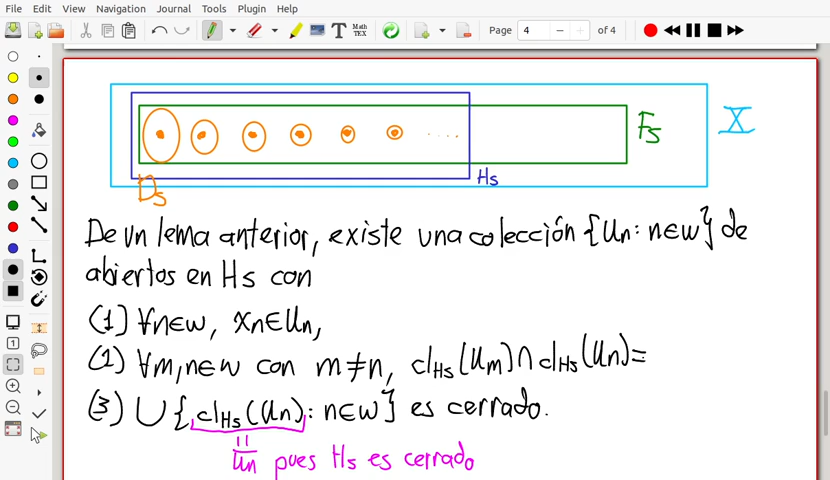 File Edit View Navigation Journal Tools Plugin Help
T Math TEX Page 4 of 4
X
Fs
Hs
Ds
De un lema anterior, existe una colección {Un : n∈w} de
abiertos en Hs con
(1) ∀n∈w, xn∈Un,
(2) ∀m,n∈w con m≠n, clHs(Um)∩clHs(Un)=
(3) ∪{clHs(Un) : n∈w} es cerrado.
=
Un pues Hs es cerrado